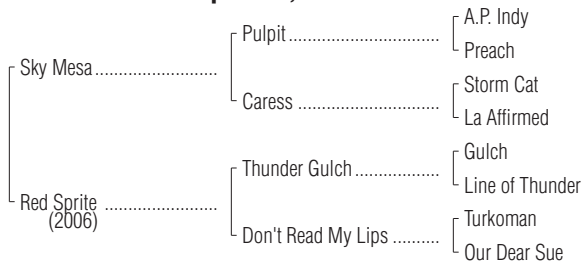 A.P. Indy
Pulpit
Preach
Sky Mesa
Storm Cat
Caress
La Affirmed
Gulch
Thunder Gulch
Line of Thunder
Red Sprite
(2006)
Turkoman
Don't Read My Lips
Our Dear Sue